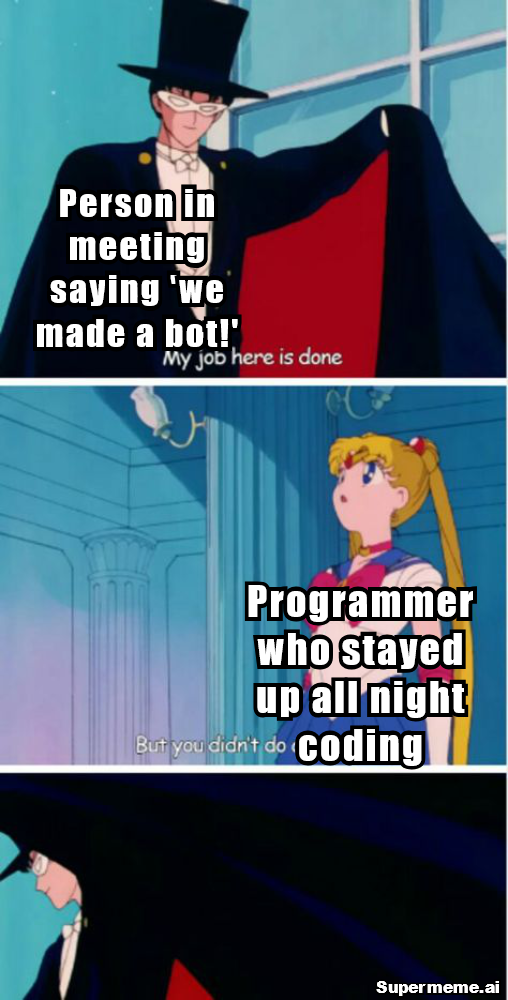 Person in
meeting
saying 'we
made a bot!'
My job here is done
Programmer
who stayed
up all night
coding
But you didn't do
Supermeme.ai